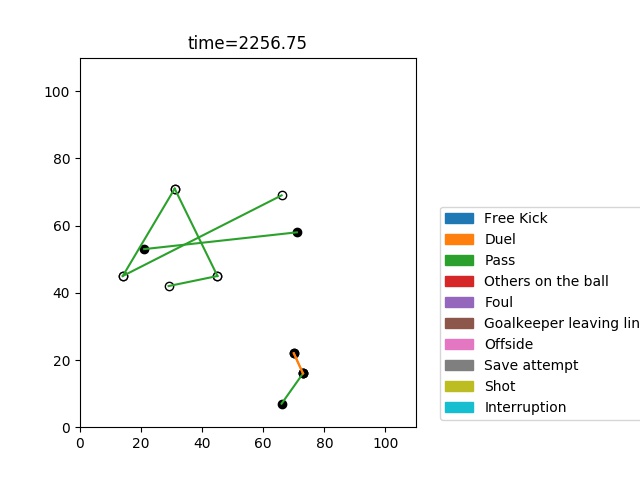 time=2256.75
100
80
60
40
20
0
0 20 40 60 80 100
Free Kick
Duel
Pass
Others on the ball
Foul
Goalkeeper leaving lin
Offside
Save attempt
Shot
Interruption